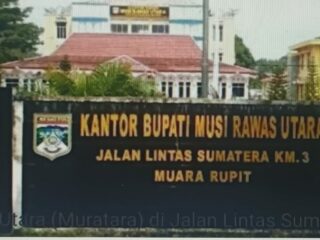 KANTOR BUPATI MUSI RAWAS UTARA
JALAN LINTAS SUMATERA KM.3
MUARA RUPIT
Utara (Muratara) di Jalan Lintas Sum